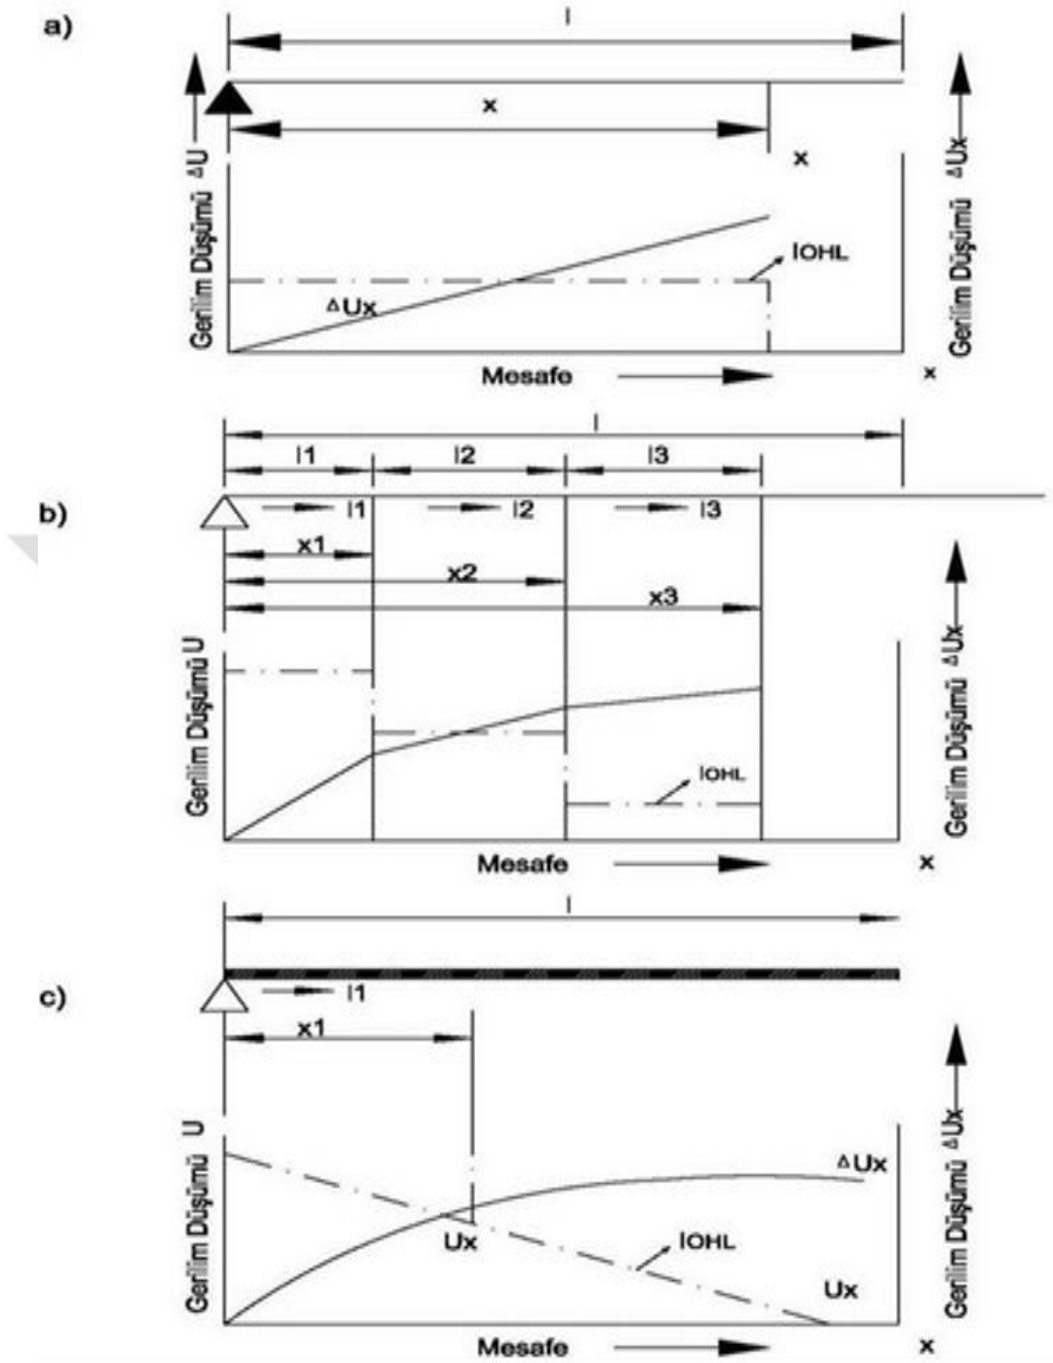 a)
l
x
x
Gerilim Düşümü ΔU
Gerilim Düşümü ΔUx
IOHL
ΔUx
Mesafe
x
b)
l
l1 l2 l3
I1 I2 I3
x1
x2
x3
Gerilim Düşümü U
Gerilim Düşümü ΔUx
IOHL
Mesafe
x
c)
l
I1
x1
Gerilim Düşümü U
Gerilim Düşümü ΔUx
ΔUx
Ux
IOHL
Ux
Mesafe
x